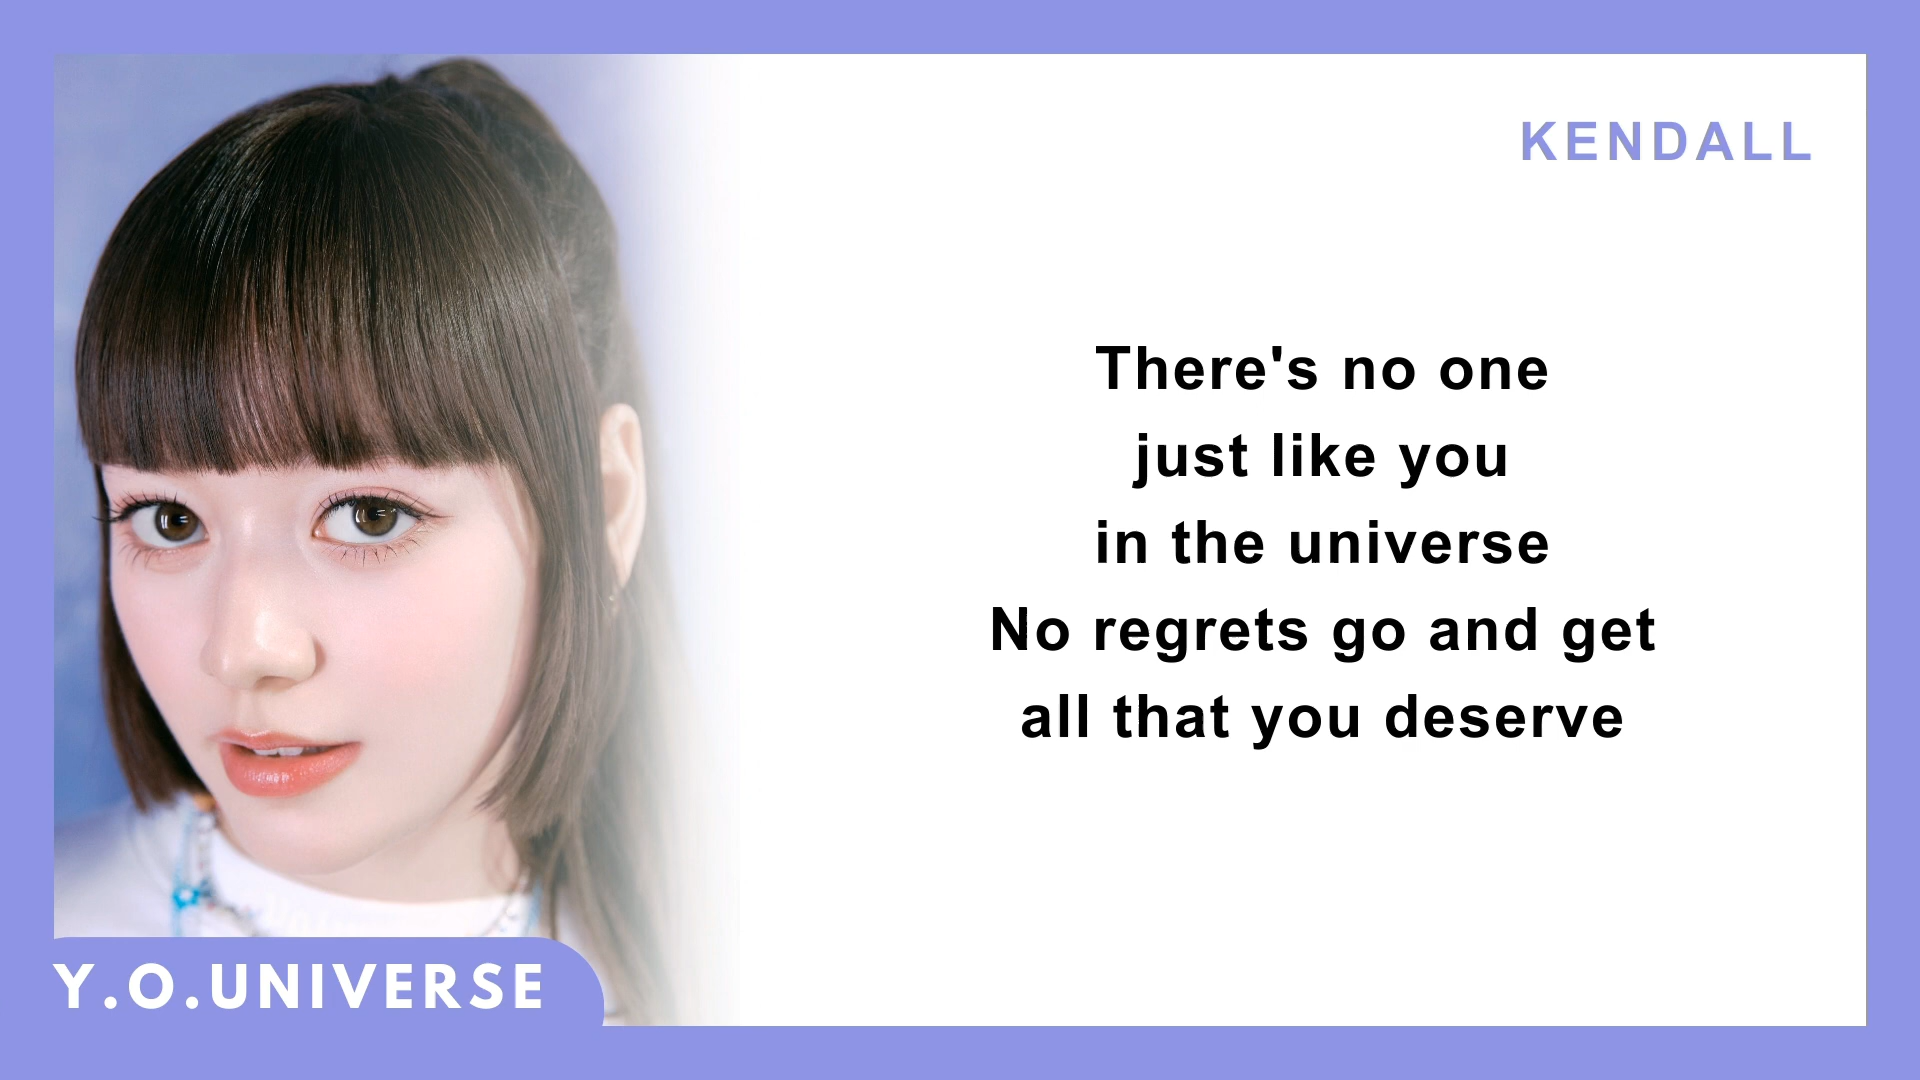 KENDALL
There's no one
just like you
in the universe
No regrets go and get
all that you deserve
Y.O.UNIVERSE